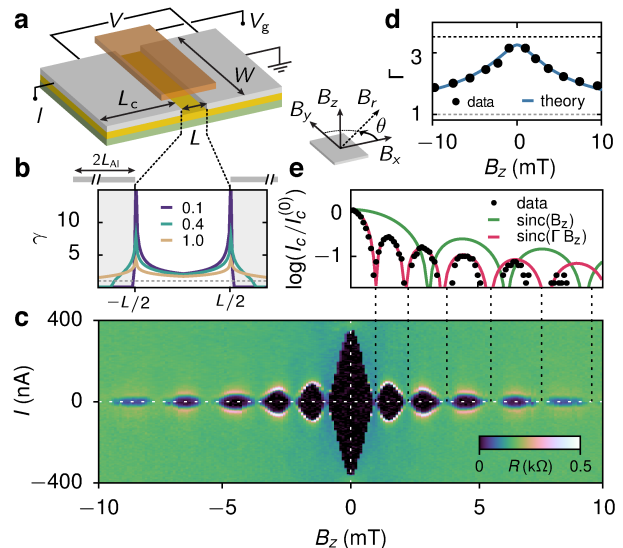 a
V
V_g
W
L_c
I
L
B_z
B_r
B_y
θ
B_x
d
Γ
3
1
data
theory
−10
0
10
B_z (mT)
b
2L_Al
γ
10
5
0.1
0.4
1.0
−L/2
L/2
e
log(I_c/I_c^(0))
0
−1
data
sinc(B_z)
sinc(Γ B_z)
c
I (nA)
400
0
−400
0
R (kΩ)
0.5
−10
−5
0
5
10
B_z (mT)